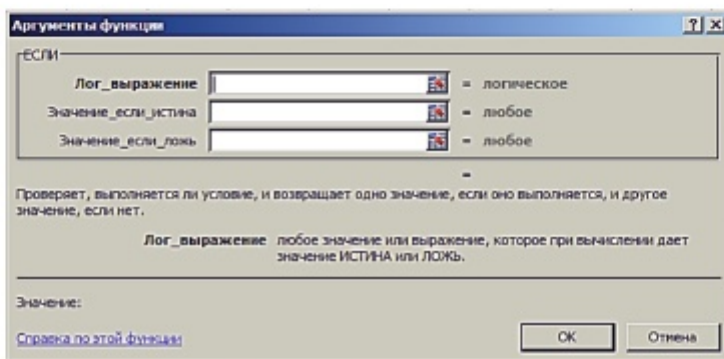 Аргументы функции
ЕСЛИ
Лог_выражение = логическое
Значение_если_истина = любое
Значение_если_ложь = любое
=
Проверяет, выполняется ли условие, и возвращает одно значение, если оно выполняется, и другое
значение, если нет.
Лог_выражение любое значение или выражение, которое при вычислении дает
значение ИСТИНА или ЛОЖЬ.
Значение:
Справка по этой функции ОК Отмена